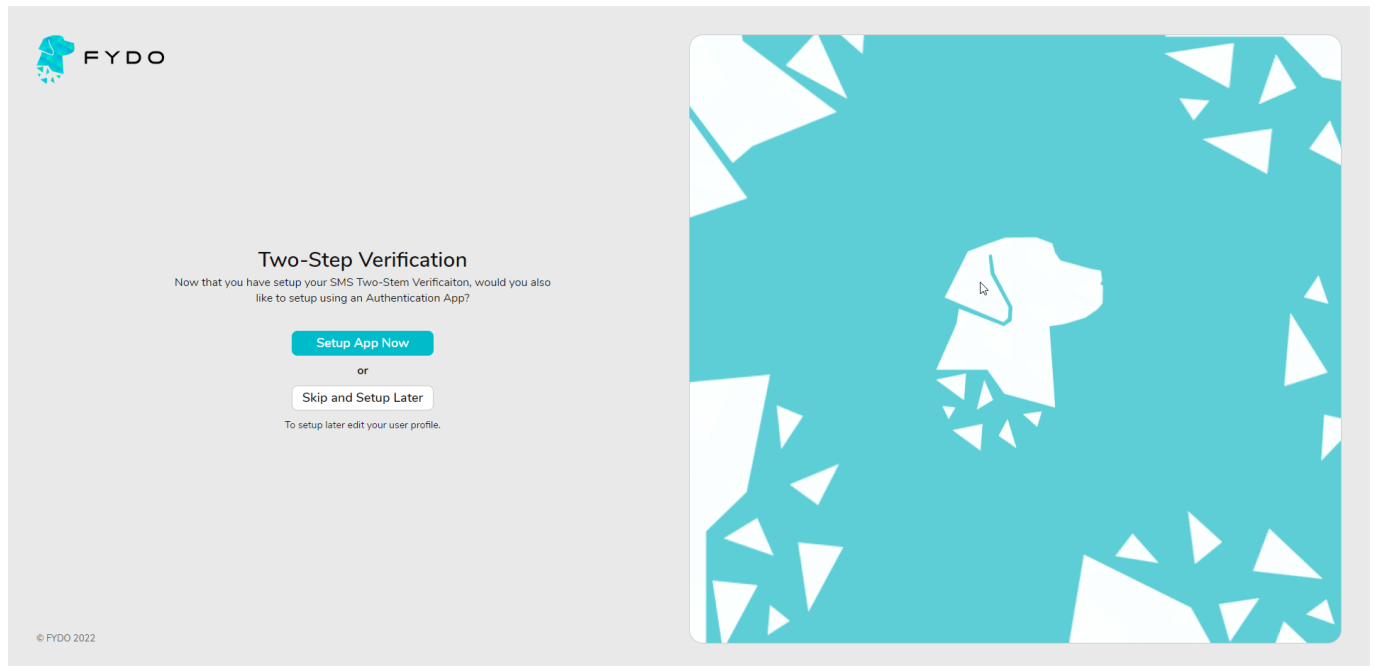 FYDO
Two-Step Verification
Now that you have setup your SMS Two-Stem Verificaiton, would you also
like to setup using an Authentication App?
Setup App Now
or
Skip and Setup Later
To setup later edit your user profile.
© FYDO 2022